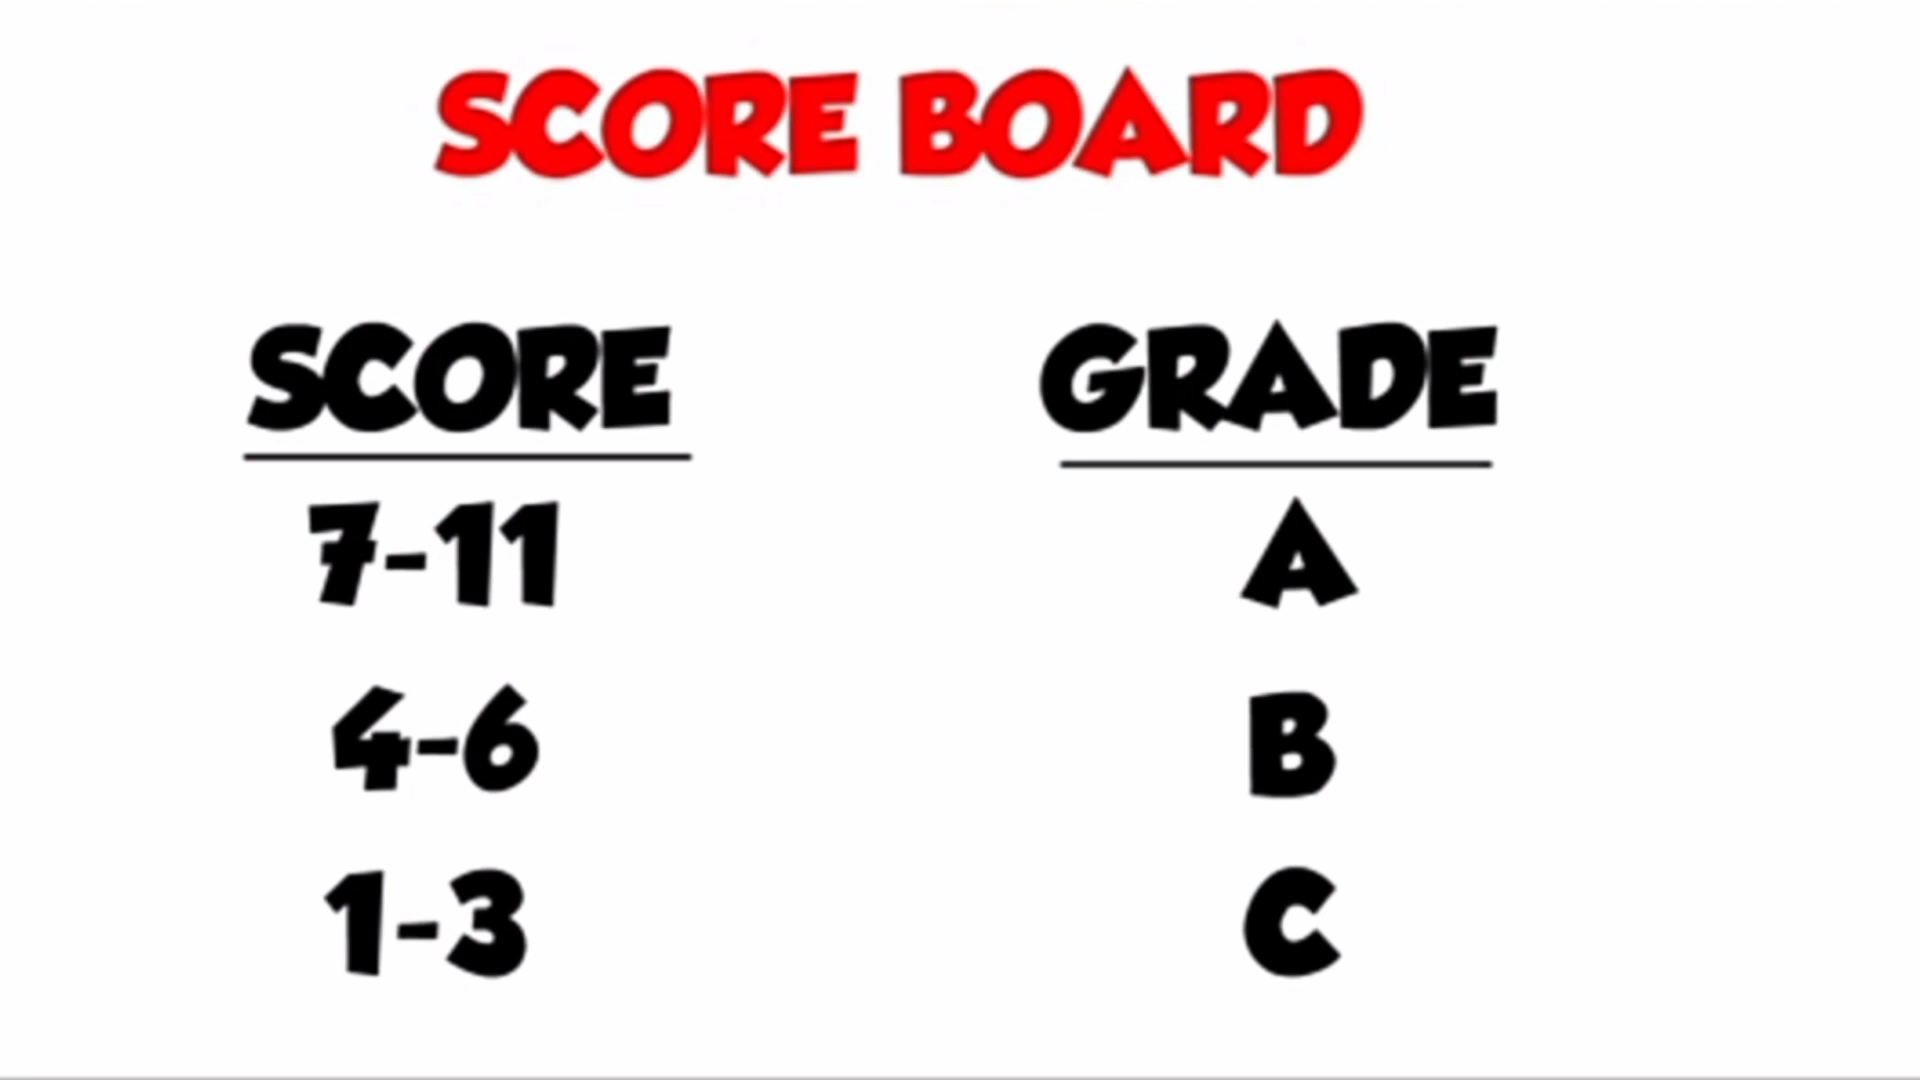 SCORE BOARD
SCORE GRADE
7-11 A
4-6 B
1-3 C